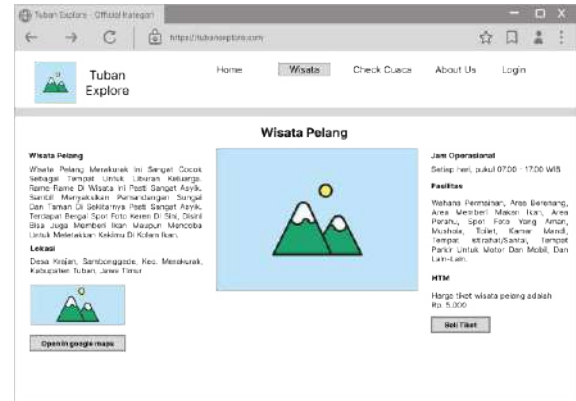 Tuban Explore - Official Kategori
https://tubanexplore.com
Tuban
Explore
Home
Wisata
Check Cuaca
About Us
Login
Wisata Pelang
Wisata Pelang
Wisata Pelang Merakurak Ini Sangat Cocok
Sebagai Tempat Untuk Liburan Keluarga.
Rame Rame Di Wisata Ini Pasti Sangat Asyik.
Sambil Menyaksikan Pemandangan Sungai
Dan Taman Di Sekitarnya Pasti Sangat Asyik.
Terdapat Bergai Spot Foto Keren Di Sini, Disini
Bisa Juga Memberi Ikan Maupun Mencoba
Untuk Meletakkan Kakimu Di Kolam Ikan.
Lokasi
Desa Krajan, Sambonggede, Kec. Merakurak,
Kabupaten Tuban, Jawa Timur
Open in google maps
Jam Operasional
Setiap hari, pukul 07.00 - 17.00 WIB
Fasilitas
Wahana Permainan, Area Berenang,
Area Memberi Makan Ikan, Area
Perahu, Spot Foto Yang Aman,
Mushola, Toilet, Kamar Mandi,
Tempat Istirahat/Santai, Tempat
Parkir Untuk Motor Dan Mobil, Dan
Lain-Lain.
HTM
Harga tiket wisata pelang adalah
Rp. 5.000
Beli Tiket